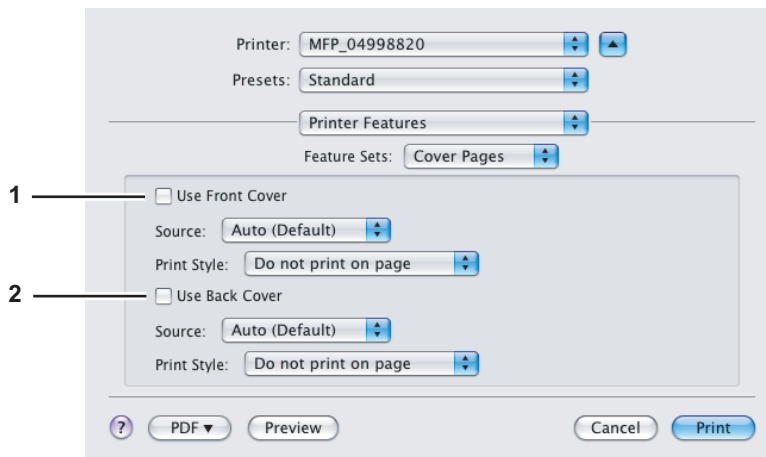 Printer: MFP_04998820
Presets: Standard
Printer Features
Feature Sets: Cover Pages
1 Use Front Cover
Source: Auto (Default)
Print Style: Do not print on page
2 Use Back Cover
Source: Auto (Default)
Print Style: Do not print on page
? PDF ▼ Preview Cancel Print